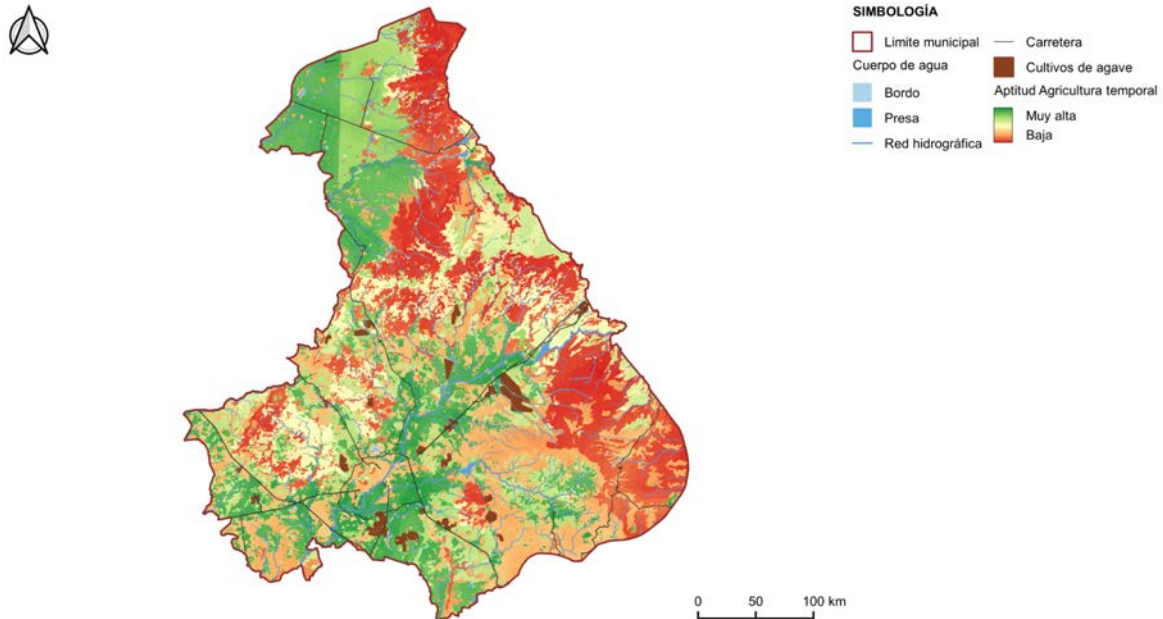 SIMBOLOGÍA
Limite municipal
Carretera
Cuerpo de agua
Cultivos de agave
Bordo
Aptitud Agricultura temporal
Presa
Muy alta
Baja
Red hidrográfica
0 50 100 km